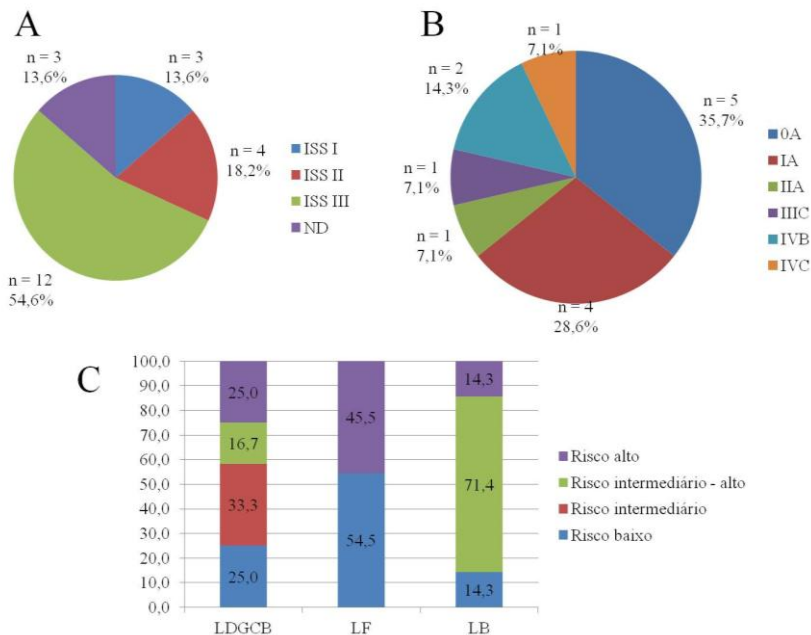 A
n = 3
13,6%
n = 3
13,6%
n = 4
18,2%
n = 12
54,6%
ISS I
ISS II
ISS III
ND
B
n = 1
7,1%
n = 2
14,3%
n = 5
35,7%
n = 1
7,1%
n = 1
7,1%
n = 4
28,6%
0A
IA
IIA
IIIC
IVB
IVC
C
100,0
90,0
80,0
70,0
60,0
50,0
40,0
30,0
20,0
10,0
0,0
25,0
16,7
33,3
25,0
45,5
54,5
14,3
71,4
14,3
LDGCB
LF
LB
Risco alto
Risco intermediário - alto
Risco intermediário
Risco baixo